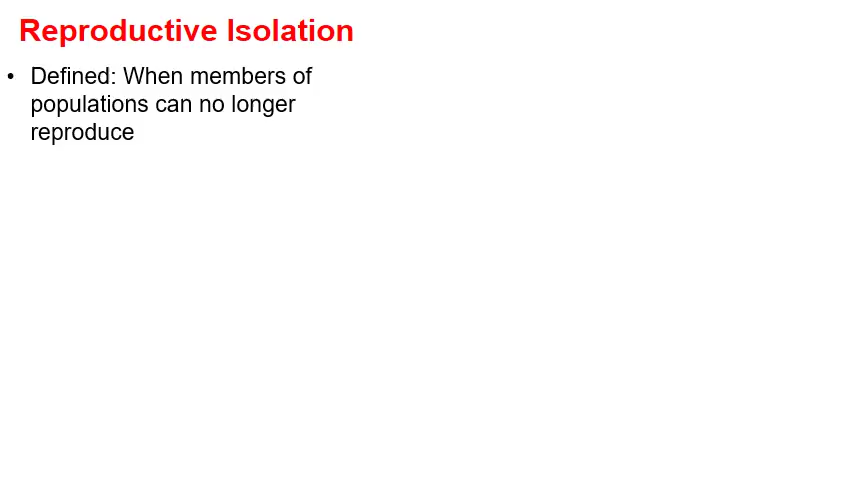 Reproductive Isolation
• Defined: When members of
populations can no longer
reproduce